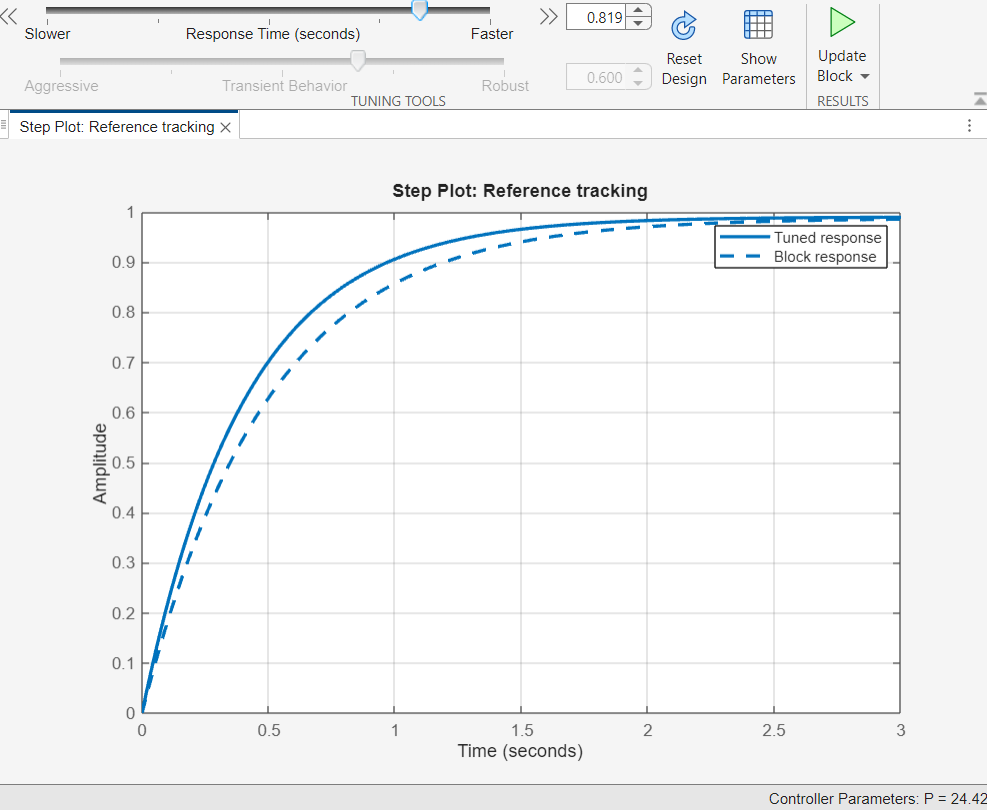 0.819
Slower Response Time (seconds) Faster
Reset Design
Show Parameters
Update Block
0.600
Aggressive Transient Behavior Robust
TUNING TOOLS
RESULTS
Step Plot: Reference tracking
Step Plot: Reference tracking
Tuned response
Block response
Amplitude
1
0.9
0.8
0.7
0.6
0.5
0.4
0.3
0.2
0.1
0
0 0.5 1 1.5 2 2.5 3
Time (seconds)
Controller Parameters: P = 24.42